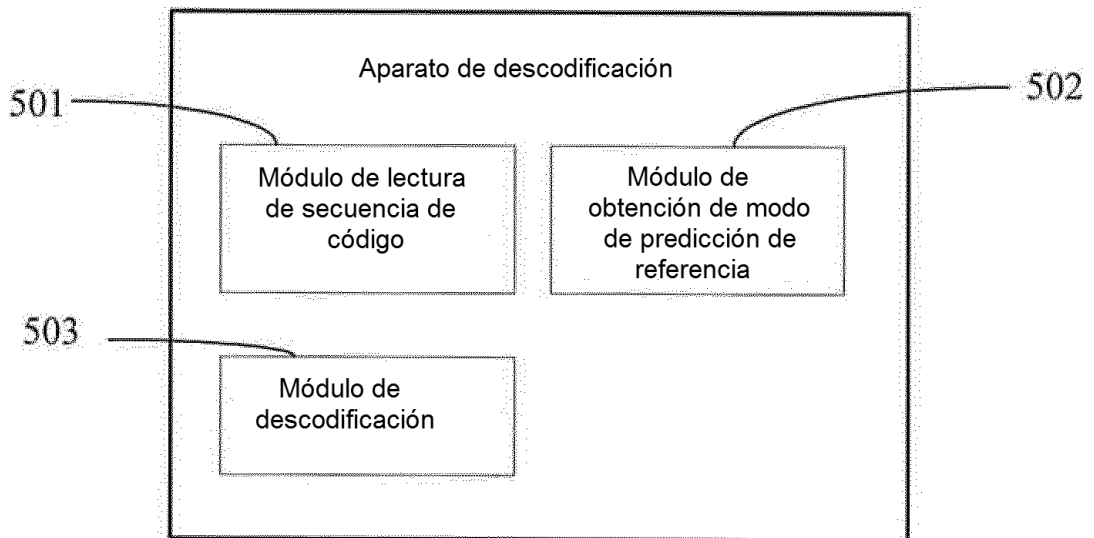 Aparato de descodificación
501
502
Módulo de lectura
de secuencia de
código
Módulo de
obtención de modo
de predicción de
referencia
503
Módulo de
descodificación